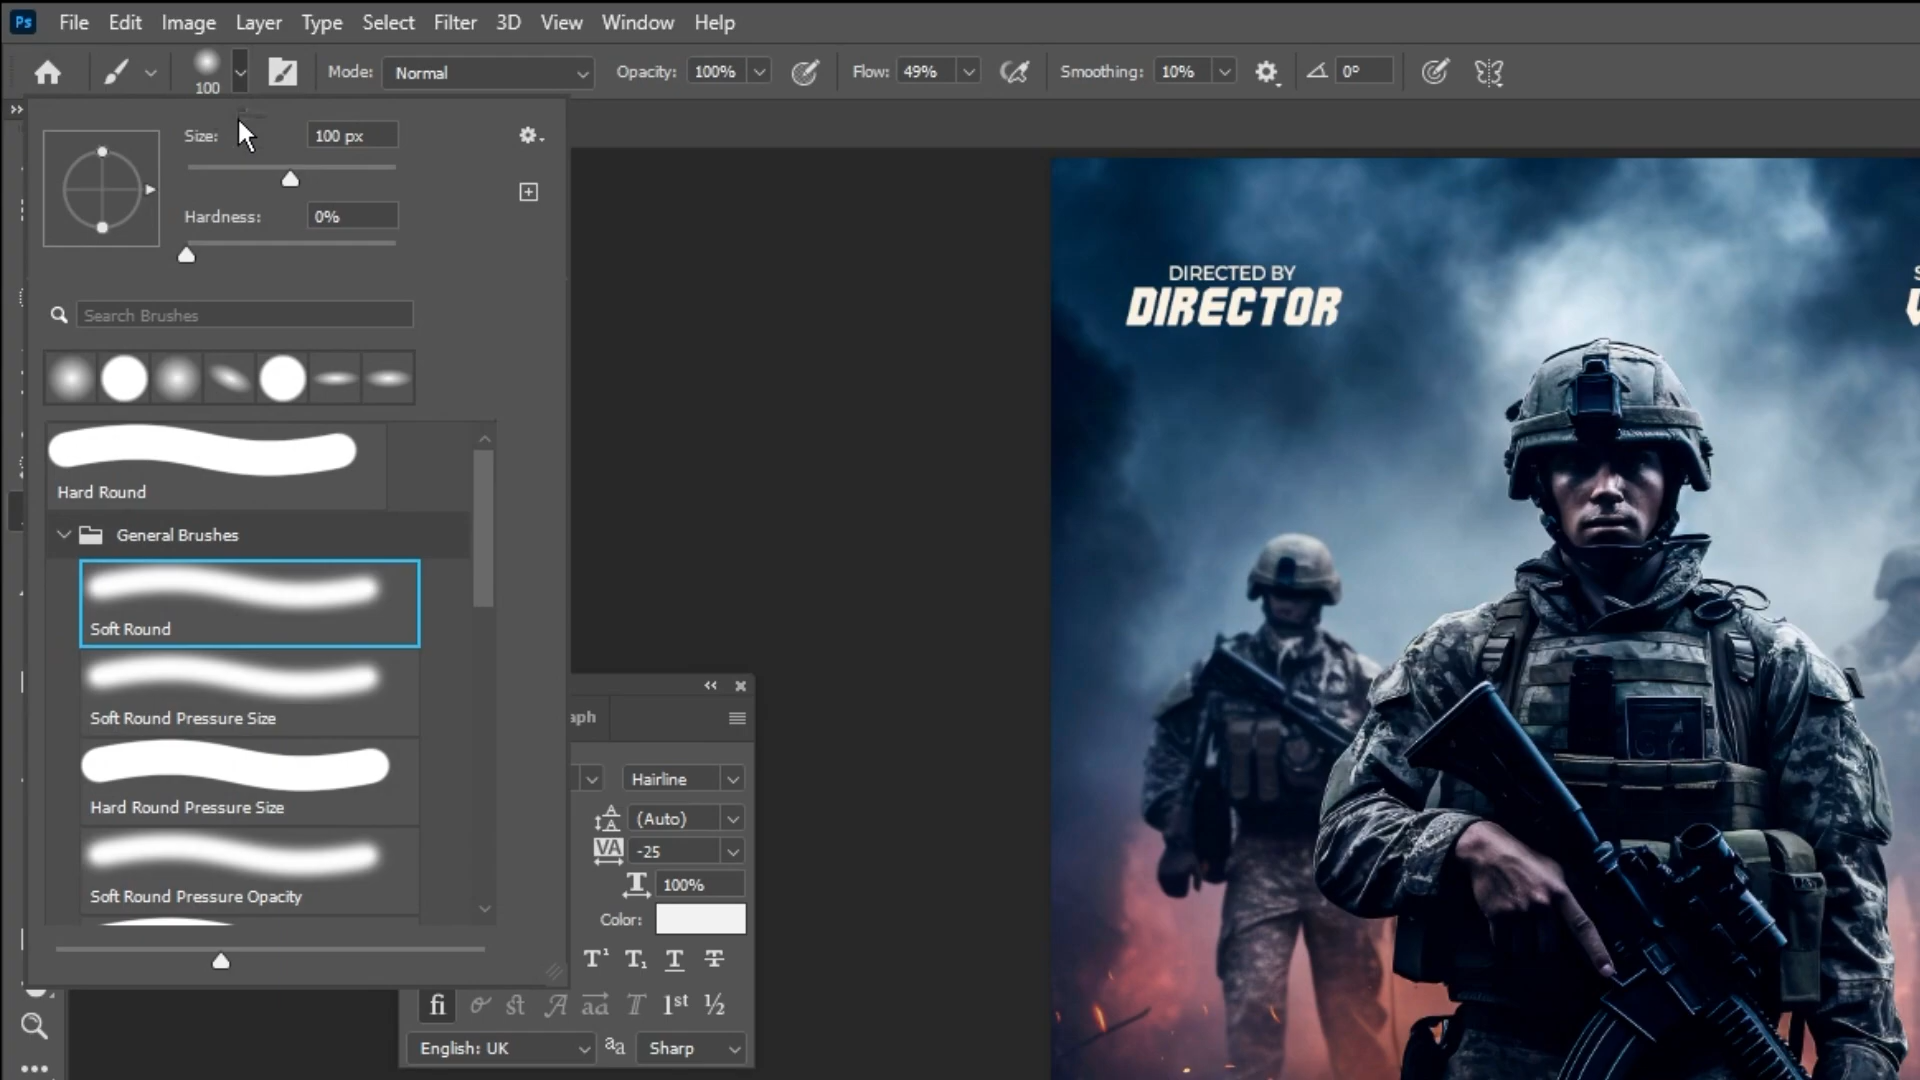 Ps File Edit Image Layer Type Select Filter 3D View Window Help
100 Mode: Normal Opacity: 100% Flow: 49% Smoothing: 10% 0°
Size: 100 px
Hardness: 0%
Search Brushes
Hard Round
General Brushes
Soft Round
Soft Round Pressure Size
Hard Round Pressure Size
Soft Round Pressure Opacity
aph
Hairline
(Auto)
VA -25
100%
Color:
T¹ T₁ T T
fi st A aa T 1st ½
English: UK aa Sharp
DIRECTED BY
DIRECTOR